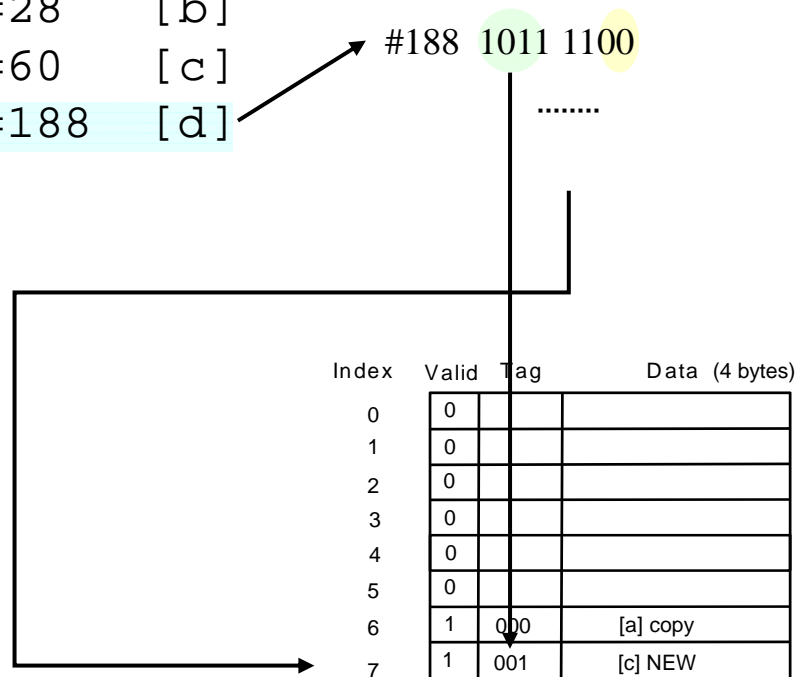 #28 [b]
#60 [c]
#188 [d]
#188 1011 1100
........
Index Valid Tag Data (4 bytes)
0 0
1 0
2 0
3 0
4 0
5 0
6 1 000 [a] copy
7 1 001 [c] NEW